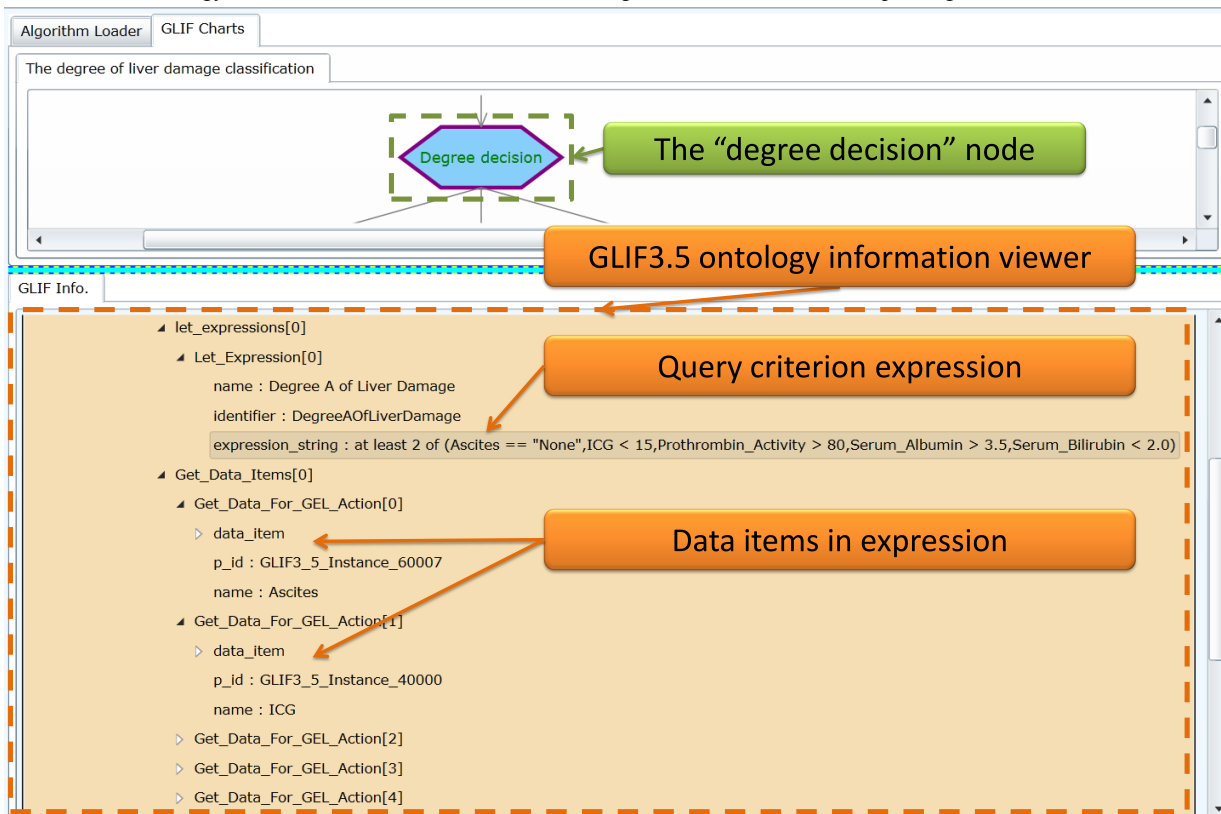 Algorithm Loader
GLIF Charts
The degree of liver damage classification
Degree decision
The “degree decision” node
GLIF3.5 ontology information viewer
GLIF Info.
let_expressions[0]
Let_Expression[0]
Query criterion expression
name : Degree A of Liver Damage
identifier : DegreeAOfLiverDamage
expression_string : at least 2 of (Ascites == "None",ICG < 15,Prothrombin_Activity > 80,Serum_Albumin > 3.5,Serum_Bilirubin < 2.0)
Get_Data_Items[0]
Get_Data_For_GEL_Action[0]
data_item
Data items in expression
p_id : GLIF3_5_Instance_60007
name : Ascites
Get_Data_For_GEL_Action[1]
data_item
p_id : GLIF3_5_Instance_40000
name : ICG
Get_Data_For_GEL_Action[2]
Get_Data_For_GEL_Action[3]
Get_Data_For_GEL_Action[4]